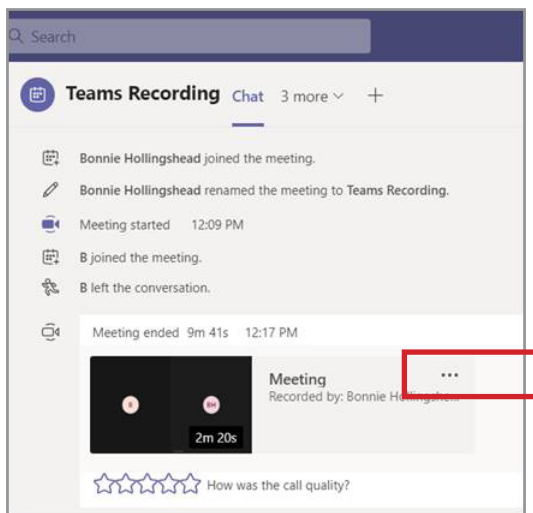 Search
Teams Recording Chat 3 more
Bonnie Hollingshead joined the meeting.
Bonnie Hollingshead renamed the meeting to Teams Recording.
Meeting started 12:09 PM
B joined the meeting.
B left the conversation.
Meeting ended 9m 41s 12:17 PM
B BH
2m 20s
Meeting
Recorded by: Bonnie Hollingshe...
How was the call quality?